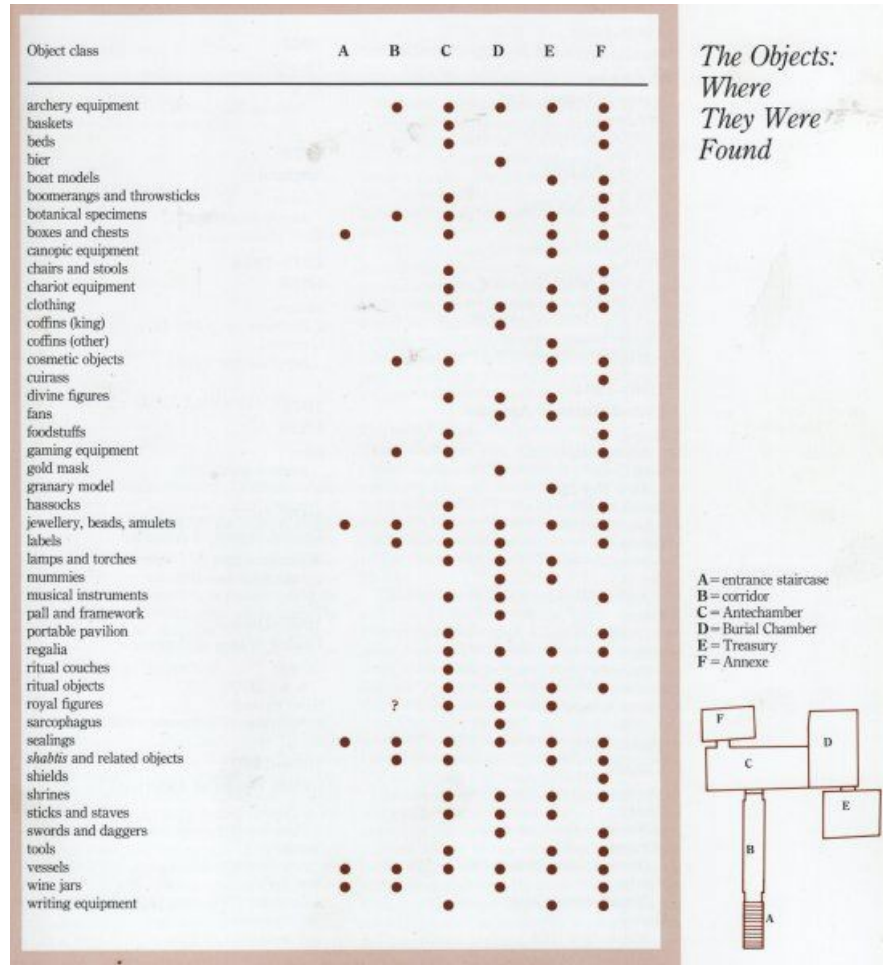 Object class A B C D E F
archery equipment ● ● ● ● ●
baskets ● ●
beds ● ●
bier ●
boat models ● ●
boomerangs and throwsticks ● ●
botanical specimens ● ● ● ● ●
boxes and chests ● ● ● ●
canopic equipment ●
chairs and stools ● ●
chariot equipment ● ● ●
clothing ● ● ● ●
coffins (king) ●
coffins (other) ●
cosmetic objects ● ● ● ●
cuirass ●
divine figures ● ● ●
fans ● ● ●
foodstuffs ● ●
gaming equipment ● ● ●
gold mask ●
granary model ●
hassocks ● ●
jewellery, beads, amulets ● ● ● ● ● ●
labels ● ● ● ●
lamps and torches ● ● ●
mummies ● ●
musical instruments ● ● ●
pall and framework ●
portable pavilion ● ●
regalia ● ● ● ●
ritual couches ●
ritual objects ● ● ● ●
royal figures ? ● ● ●
sarcophagus ●
sealings ● ● ● ● ● ●
shabtis and related objects ● ● ● ●
shields ●
shrines ● ● ● ●
sticks and staves ● ● ●
swords and daggers ● ●
tools ● ● ●
vessels ● ● ● ● ● ●
wine jars ● ● ● ●
writing equipment ● ● ●
The Objects:
Where
They Were
Found
A = entrance staircase
B = corridor
C = Antechamber
D = Burial Chamber
E = Treasury
F = Annexe
F
D
C
E
B
A